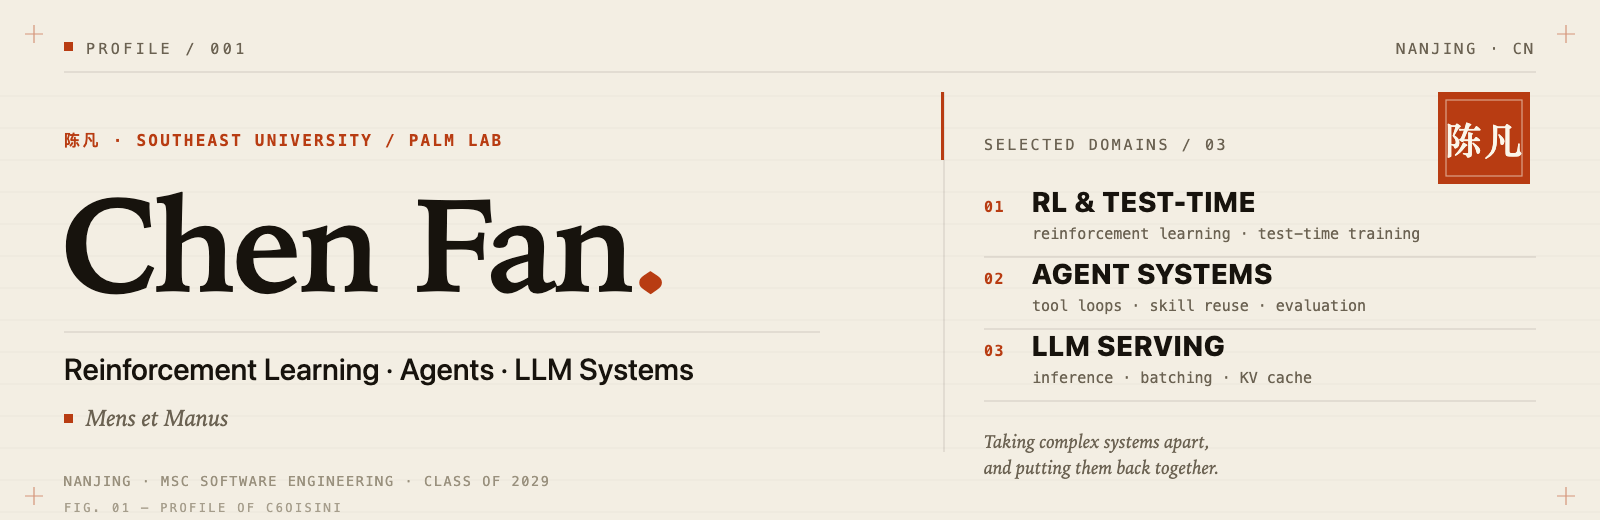 PROFILE / 001
NANJING · CN
陈凡 · SOUTHEAST UNIVERSITY / PALM LAB
Chen Fan.
Reinforcement Learning · Agents · LLM Systems
Mens et Manus
NANJING · MSC SOFTWARE ENGINEERING · CLASS OF 2029
FIG. 01 — PROFILE OF C6OISINI
SELECTED DOMAINS / 03
陈凡
01 RL & TEST-TIME
reinforcement learning · test-time training
02 AGENT SYSTEMS
tool loops · skill reuse · evaluation
03 LLM SERVING
inference · batching · KV cache
Taking complex systems apart,
and putting them back together.